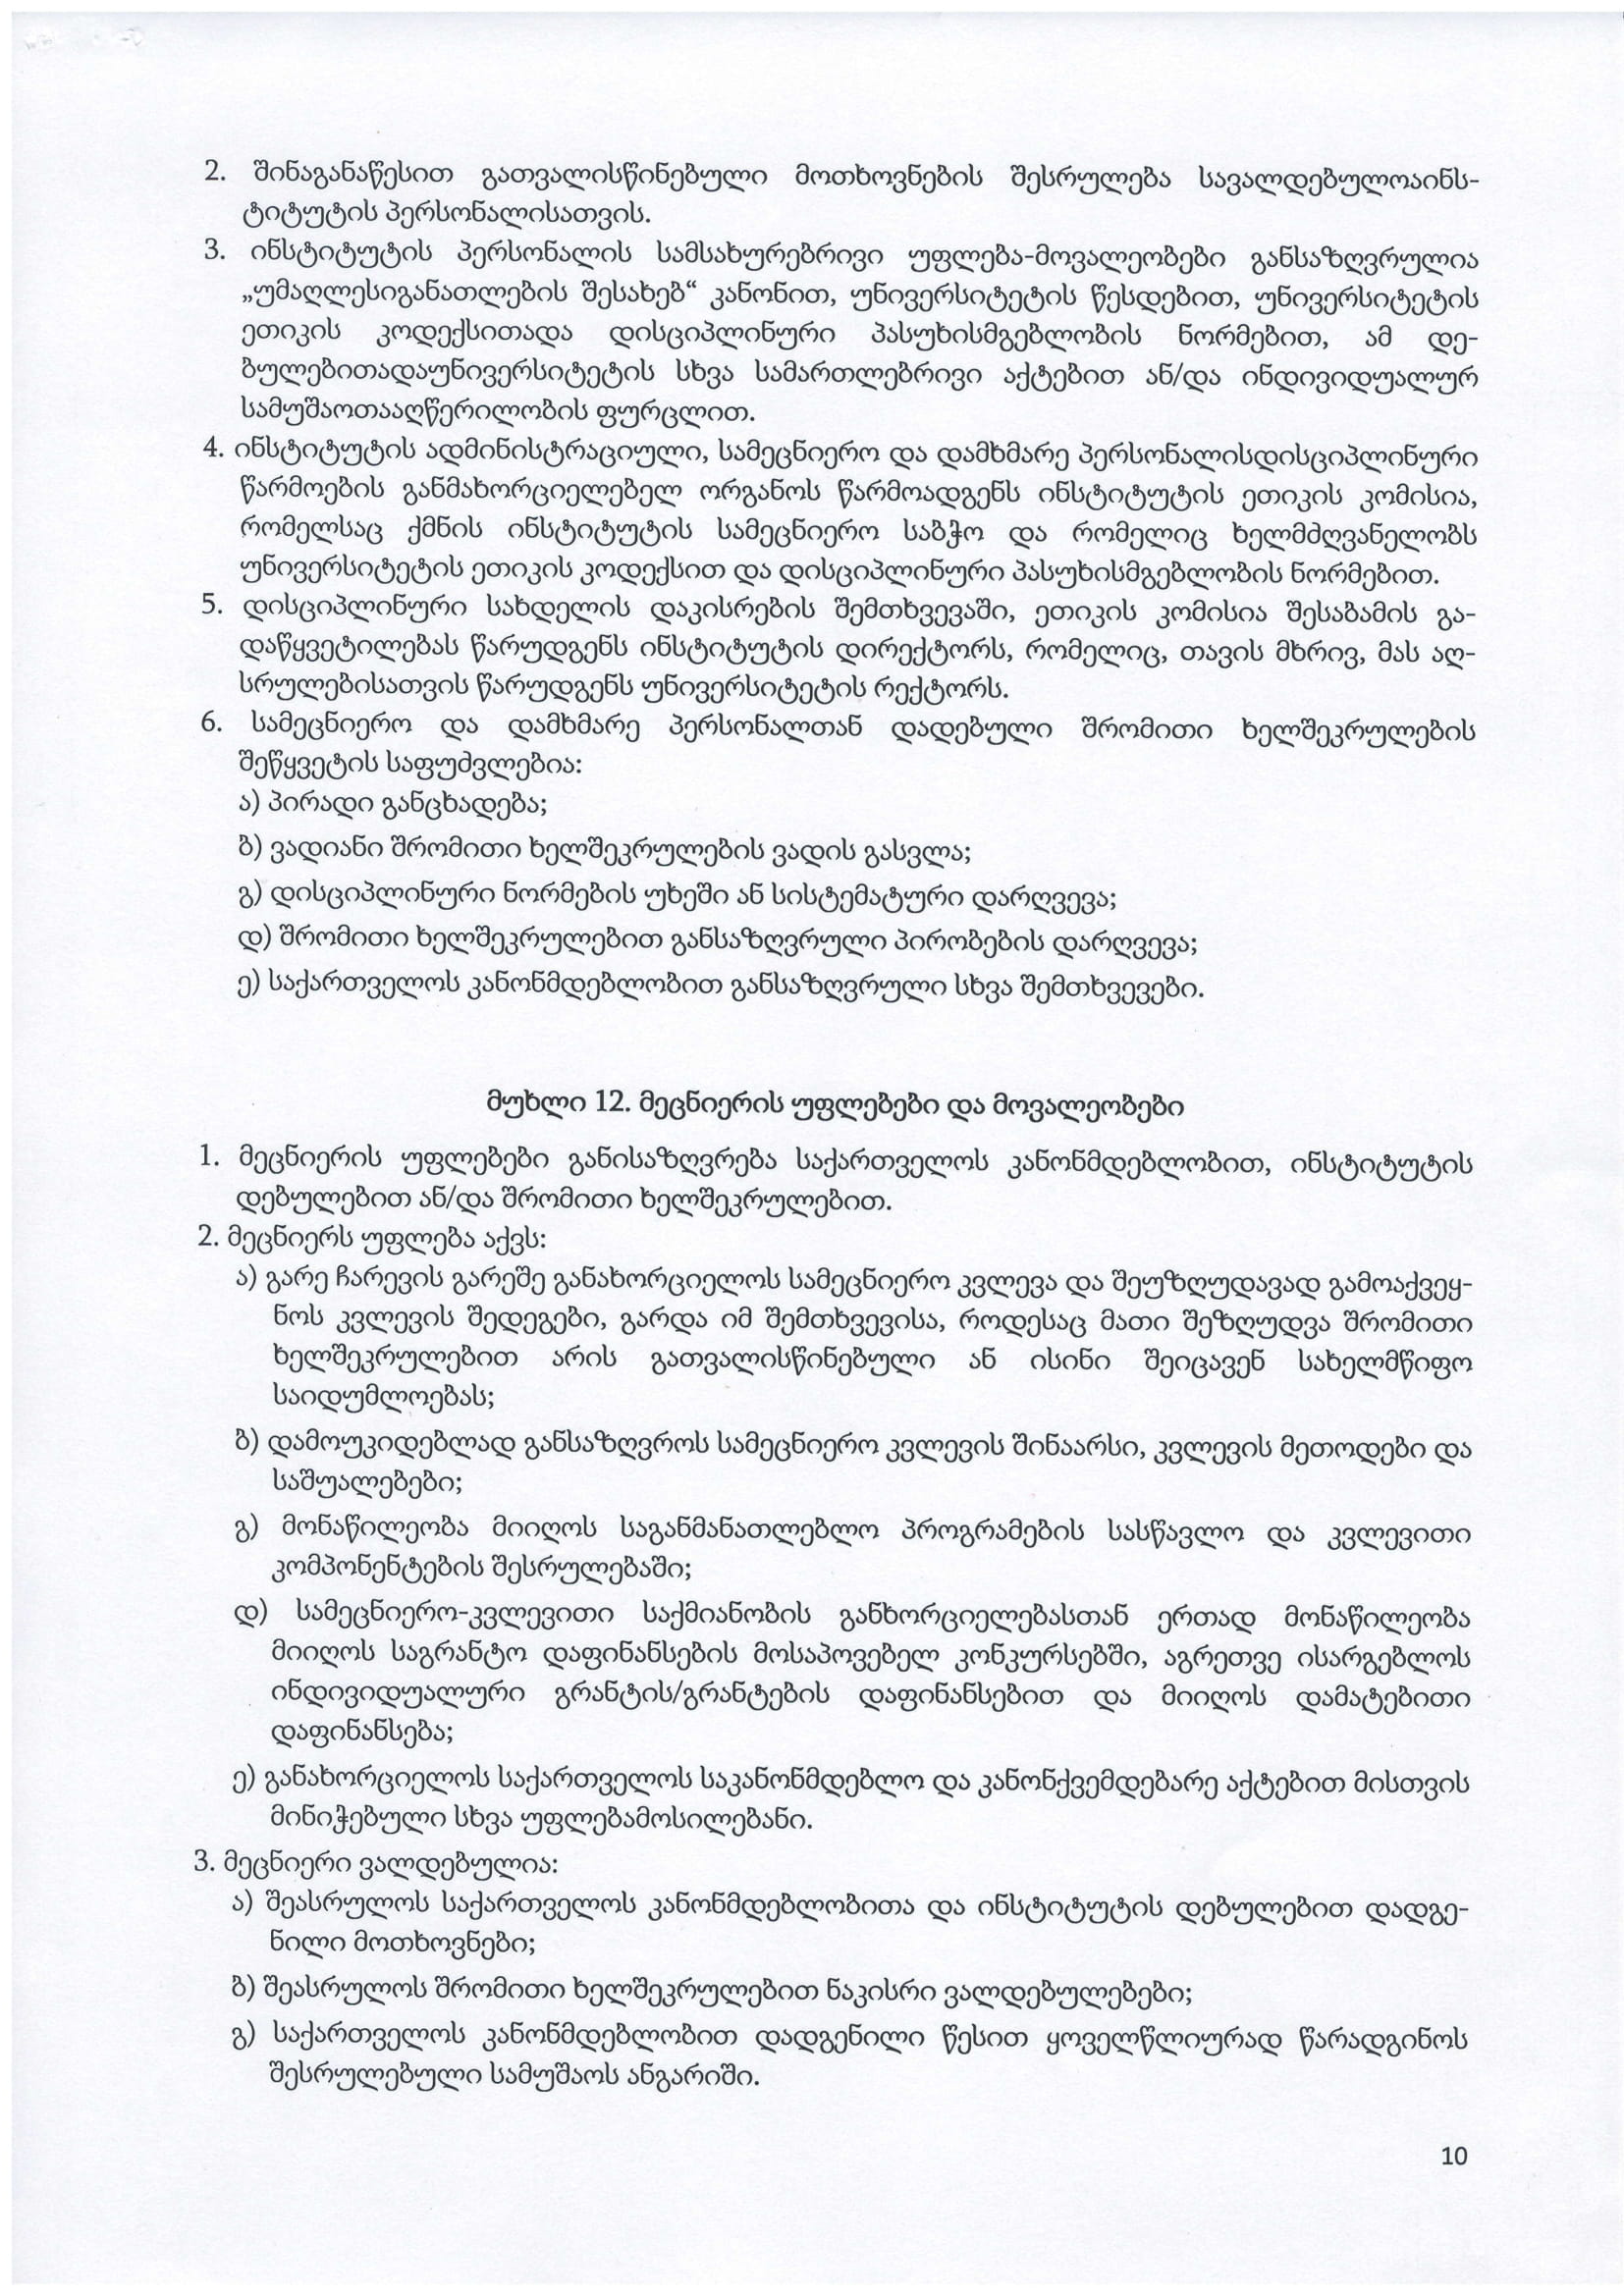 2. შინაგანაწესით გათვალისწინებული მოთხოვნების შესრულება სავალდებულოაინს-
ტიტუტის პერსონალისათვის.
3. ინსტიტუტის პერსონალის სამსახურებრივი უფლება-მოვალეობები განსაზღვრულია
„უმაღლესიგანათლების შესახებ“ კანონით, უნივერსიტეტის წესდებით, უნივერსიტეტის
ეთიკის კოდექსითადა დისციპლინური პასუხისმგებლობის ნორმებით, ამ დე-
ბულებითადაუნივერსიტეტის სხვა სამართლებრივი აქტებით ან/და ინდივიდუალურ
სამუშაოთააღწერილობის ფურცლით.
4. ინსტიტუტის ადმინისტრაციული, სამეცნიერო და დამხმარე პერსონალისდისციპლინური
წარმოების განმახორციელებელ ორგანოს წარმოადგენს ინსტიტუტის ეთიკის კომისია,
რომელსაც ქმნის ინსტიტუტის სამეცნიერო საბჭო და რომელიც ხელმძღვანელობს
უნივერსიტეტის ეთიკის კოდექსით და დისციპლინური პასუხისმგებლობის ნორმებით.
5. დისციპლინური სახდელის დაკისრების შემთხვევაში, ეთიკის კომისია შესაბამის გა-
დაწყვეტილებას წარუდგენს ინსტიტუტის დირექტორს, რომელიც, თავის მხრივ, მას აღ-
სრულებისათვის წარუდგენს უნივერსიტეტის რექტორს.
6. სამეცნიერო და დამხმარე პერსონალთან დადებული შრომითი ხელშეკრულების
შეწყვეტის საფუძვლებია:
ა) პირადი განცხადება;
ბ) ვადიანი შრომითი ხელშეკრულების ვადის გასვლა;
გ) დისციპლინური ნორმების უხეში ან სისტემატური დარღვევა;
დ) შრომითი ხელშეკრულებით განსაზღვრული პირობების დარღვევა;
ე) საქართველოს კანონმდებლობით განსაზღვრული სხვა შემთხვევები.
მუხლი 12. მეცნიერის უფლებები და მოვალეობები
1. მეცნიერის უფლებები განისაზღვრება საქართველოს კანონმდებლობით, ინსტიტუტის
დებულებით ან/და შრომითი ხელშეკრულებით.
2. მეცნიერს უფლება აქვს:
ა) გარე ჩარევის გარეშე განახორციელოს სამეცნიერო კვლევა და შეუზღუდავად გამოაქვეყ-
ნოს კვლევის შედეგები, გარდა იმ შემთხვევისა, როდესაც მათი შეზღუდვა შრომითი
ხელშეკრულებით არის გათვალისწინებული ან ისინი შეიცავენ სახელმწიფო
საიდუმლოებას;
ბ) დამოუკიდებლად განსაზღვროს სამეცნიერო კვლევის შინაარსი, კვლევის მეთოდები და
საშუალებები;
გ) მონაწილეობა მიიღოს საგანმანათლებლო პროგრამების სასწავლო და კვლევითი
კომპონენტების შესრულებაში;
დ) სამეცნიერო-კვლევითი საქმიანობის განხორციელებასთან ერთად მონაწილეობა
მიიღოს საგრანტო დაფინანსების მოსაპოვებელ კონკურსებში, აგრეთვე ისარგებლოს
ინდივიდუალური გრანტის/გრანტების დაფინანსებით და მიიღოს დამატებითი
დაფინანსება;
ე) განახორციელოს საქართველოს საკანონმდებლო და კანონქვემდებარე აქტებით მისთვის
მინიჭებული სხვა უფლებამოსილებანი.
3. მეცნიერი ვალდებულია:
ა) შეასრულოს საქართველოს კანონმდებლობითა და ინსტიტუტის დებულებით დადგე-
ნილი მოთხოვნები;
ბ) შეასრულოს შრომითი ხელშეკრულებით ნაკისრი ვალდებულებები;
გ) საქართველოს კანონმდებლობით დადგენილი წესით ყოველწლიურად წარადგინოს
შესრულებული სამუშაოს ანგარიში.
10